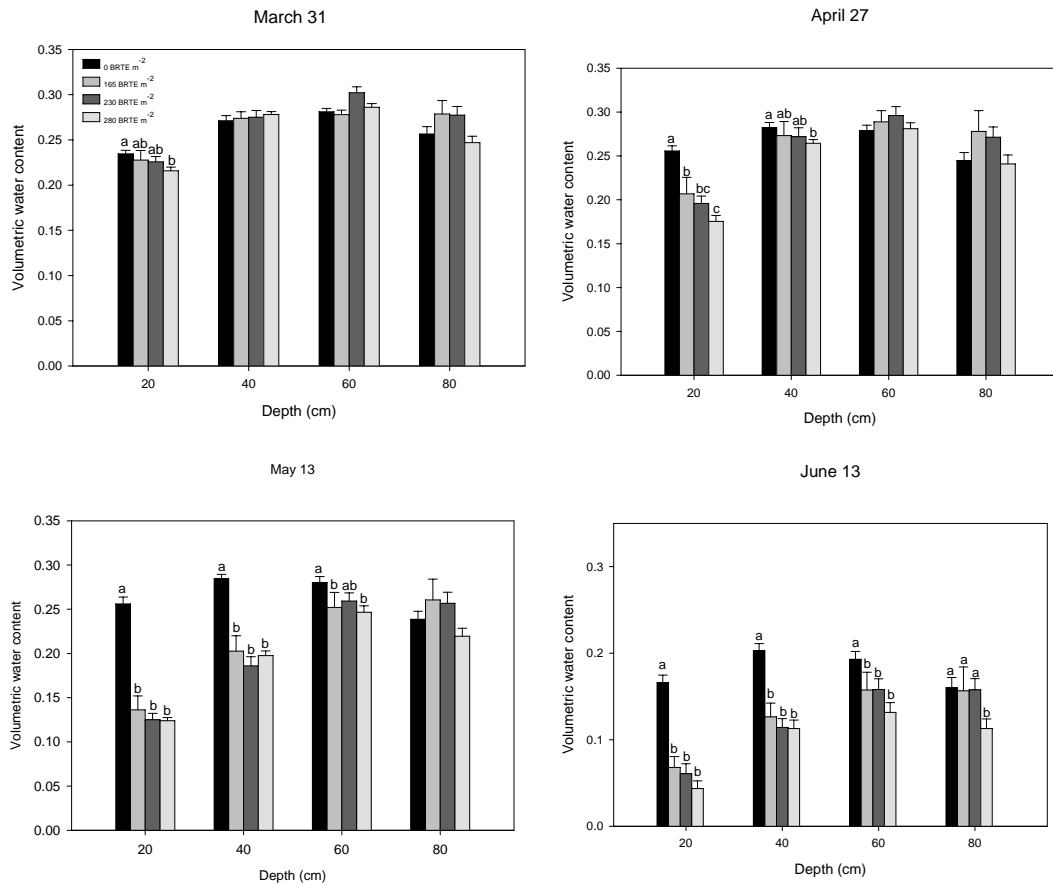 March 31
Volumetric water content
0.35
0.30
0.25
0.20
0.15
0.10
0.05
0.00
0 BRTE m-2
165 BRTE m-2
230 BRTE m-2
280 BRTE m-2
a ab ab b
20 40 60 80
Depth (cm)
April 27
Volumetric water content
0.35
0.30
0.25
0.20
0.15
0.10
0.05
0.00
a b bc c
a ab ab b
20 40 60 80
Depth (cm)
May 13
Volumetric water content
0.35
0.30
0.25
0.20
0.15
0.10
0.05
0.00
a b b b
a b b b
a b ab b
20 40 60 80
Depth (cm)
June 13
Volumetric water content
0.3
0.2
0.1
0.0
a b b b
a b b b
a b b b
a a a b
20 40 60 80
Depth (cm)